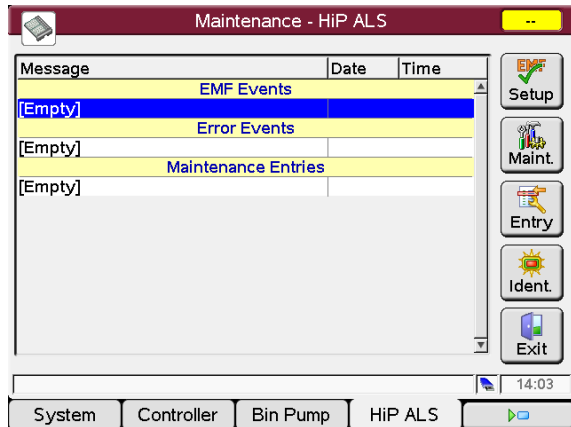 Maintenance - HiP ALS
--
Message Date Time
EMF Events
[Empty]
Error Events
[Empty]
Maintenance Entries
[Empty]
EMF
Setup
Maint.
Entry
Ident.
Exit
14:03
System Controller Bin Pump HiP ALS